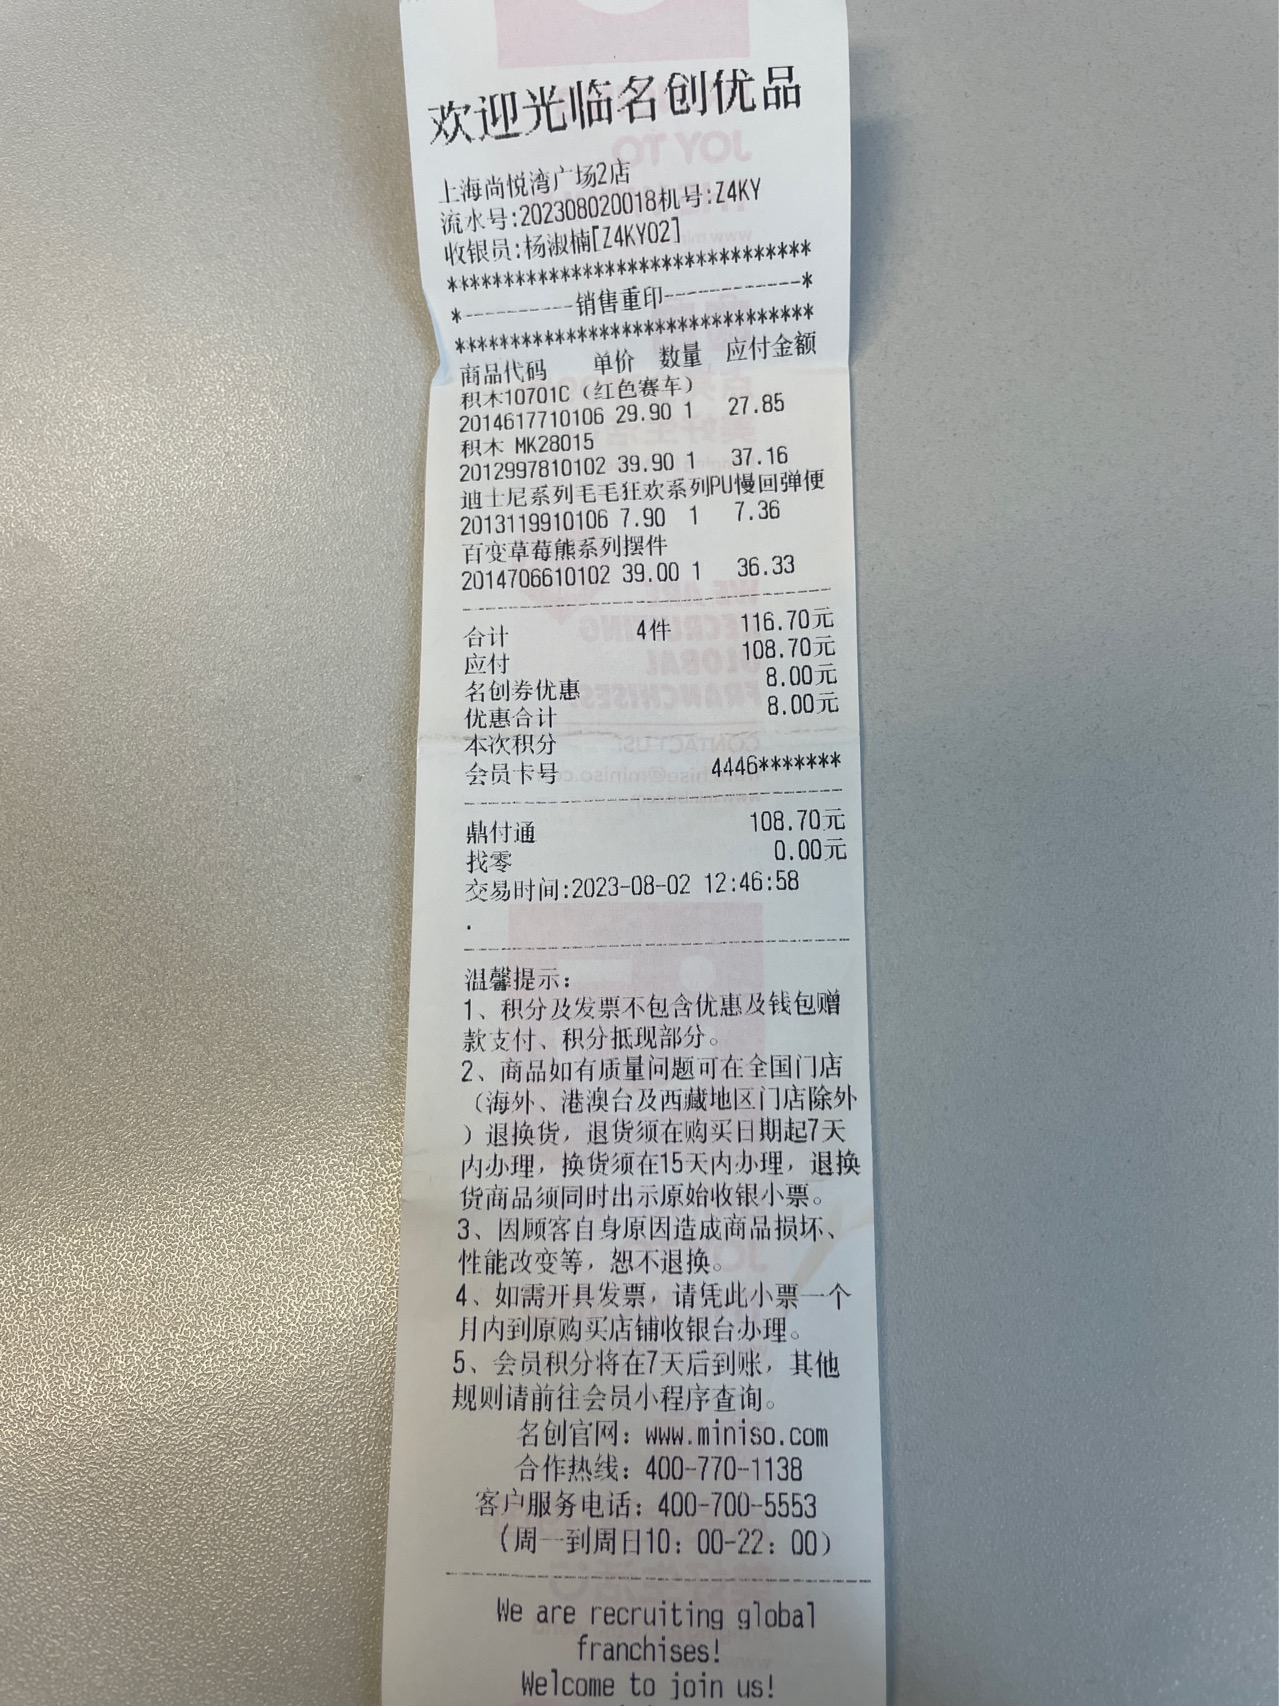 欢迎光临名创优品
上海尚悦湾广场2店
流水号:202308020018机号:Z4KY
收银员:杨淑楠[Z4KY02]
********************************
*----------销售重印-------------*
********************************
商品代码 单价 数量 应付金额
积木10701C（红色赛车）
2014617710106 29.90 1 27.85
积木 MK28015
2012997810102 39.90 1 37.16
迪士尼系列毛毛狂欢系列PU慢回弹便
2013119910106 7.90 1 7.36
百变草莓熊系列摆件
2014706610102 39.00 1 36.33
合计 4件 116.70元
应付 108.70元
名创券优惠 8.00元
优惠合计 8.00元
本次积分
会员卡号 4446*******
鼎付通 108.70元
找零 0.00元
交易时间:2023-08-02 12:46:58
.
温馨提示:
1、积分及发票不包含优惠及钱包赠
款支付、积分抵现部分。
2、商品如有质量问题可在全国门店
（海外、港澳台及西藏地区门店除外
）退换货，退货须在购买日期起7天
内办理，换货须在15天内办理，退换
货商品须同时出示原始收银小票。
3、因顾客自身原因造成商品损坏、
性能改变等，恕不退换。
4、如需开具发票，请凭此小票一个
月内到原购买店铺收银台办理。
5、会员积分将在7天后到账，其他
规则请前往会员小程序查询。
名创官网：www.miniso.com
合作热线：400-770-1138
客户服务电话：400-700-5553
(周一到周日10：00-22：00)
We are recruiting global
franchises!
Welcome to join us!